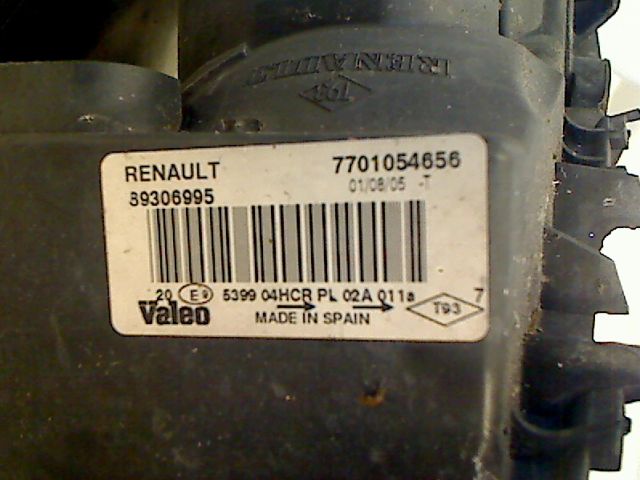 RENAULT
T93
RENAULT 7701054656
89306995 01/08/05 -T
20 E9 5399 04HCR PL 02A 011a 7
Valeo MADE IN SPAIN T93